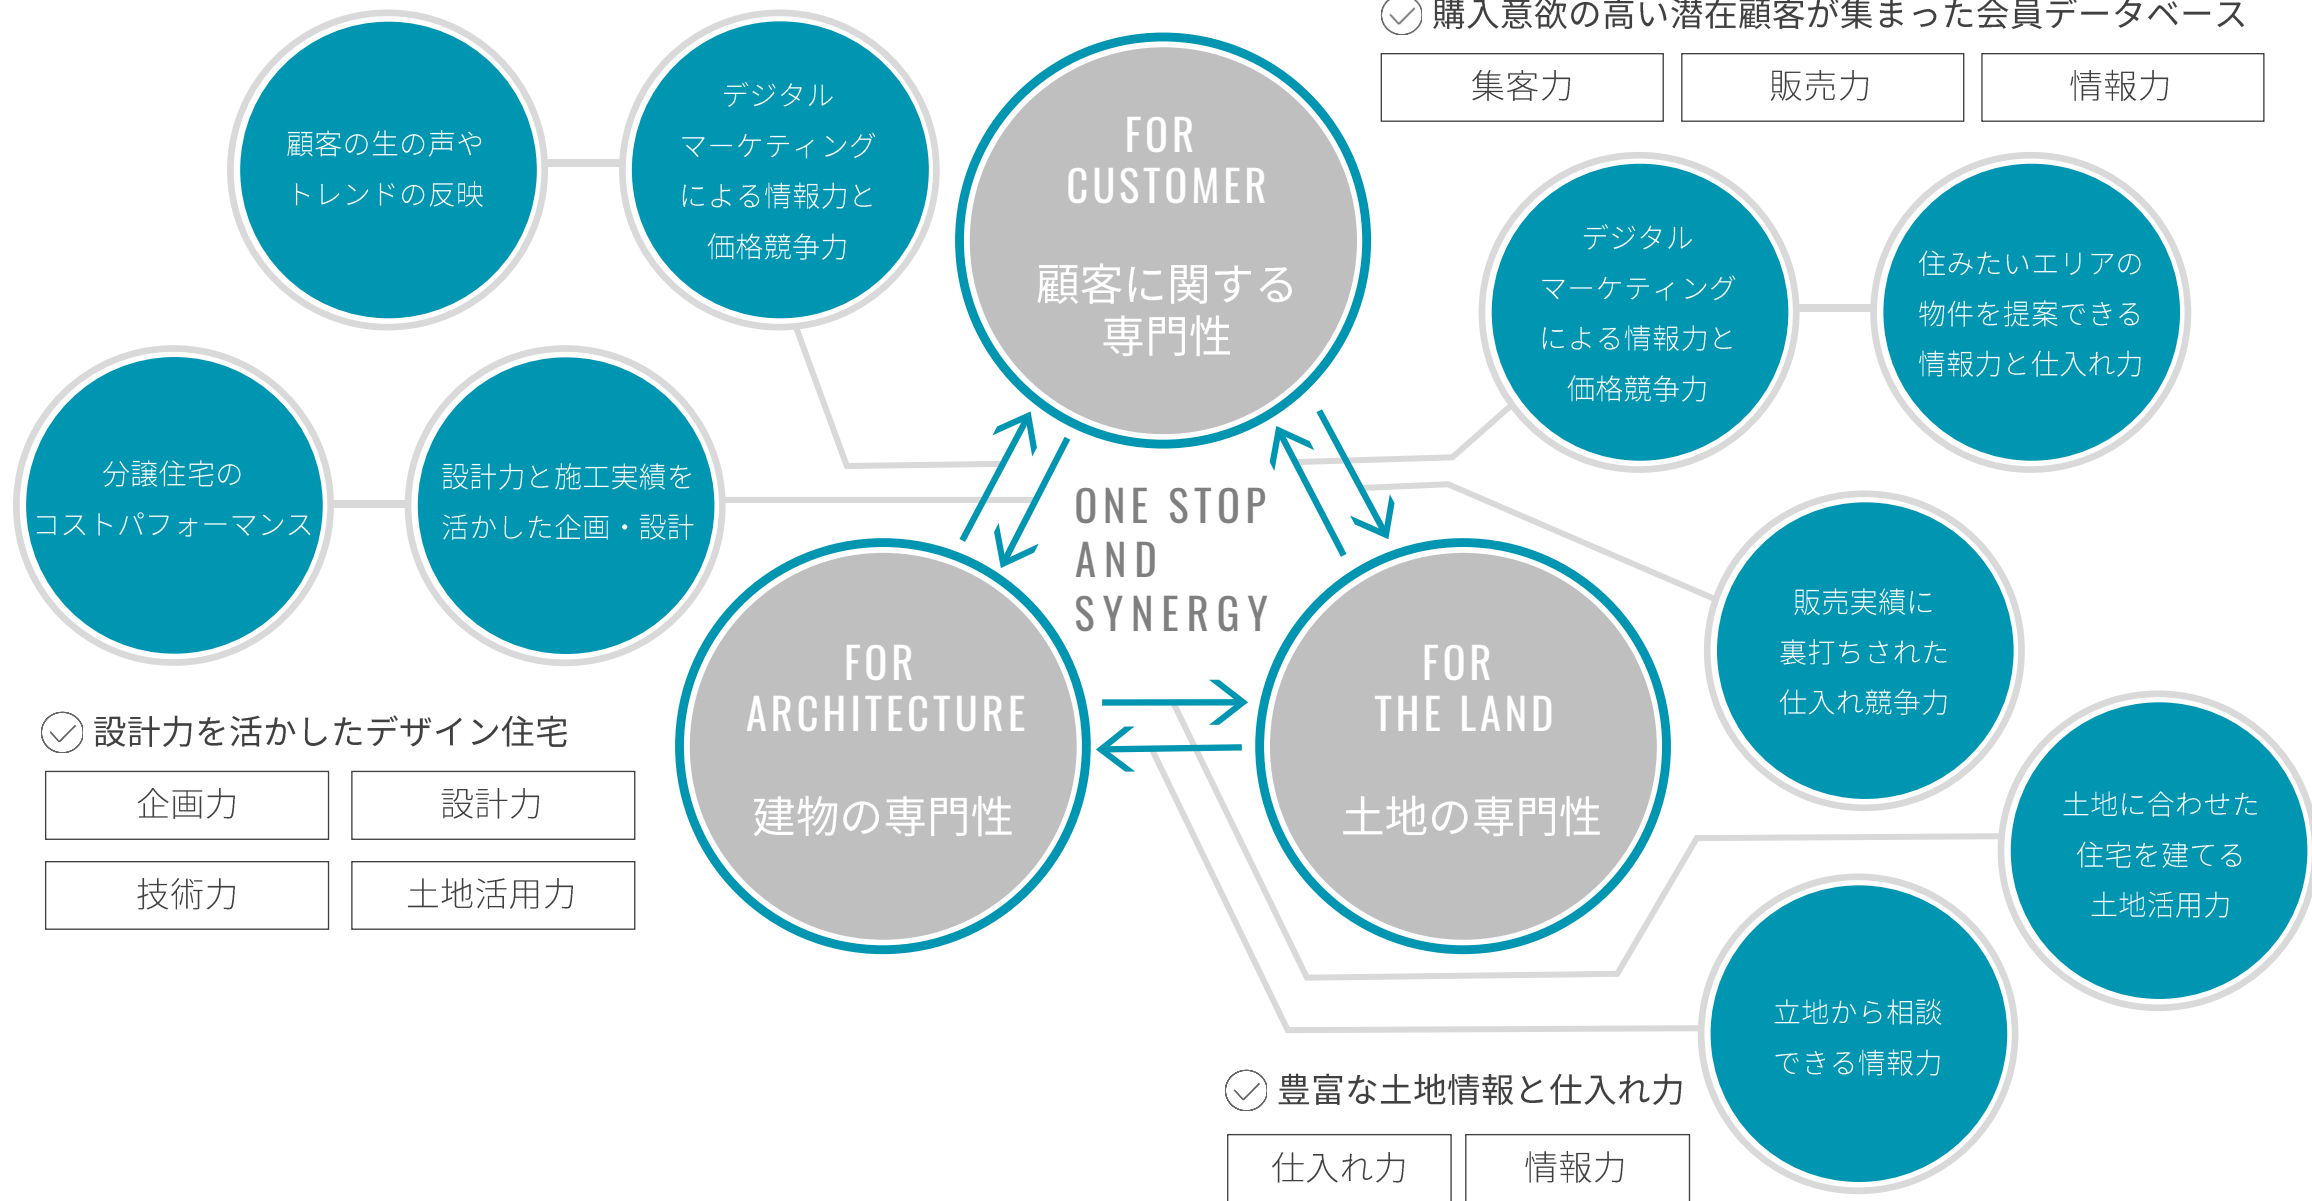 購入意欲の高い潜在顧客が集まった会員データベース
集客力
販売力
情報力
顧客の生の声や
トレンドの反映
デジタル
マーケティング
による情報力と
価格競争力
FOR
CUSTOMER
顧客に関する
専門性
デジタル
マーケティング
による情報力と
価格競争力
住みたいエリアの
物件を提案できる
情報力と仕入れ力
分譲住宅の
コストパフォーマンス
設計力と施工実績を
活かした企画・設計
ONE STOP
AND
SYNERGY
販売実績に
裏打ちされた
仕入れ競争力
FOR
ARCHITECTURE
建物の専門性
FOR
THE LAND
土地の専門性
設計力を活かしたデザイン住宅
企画力
設計力
技術力
土地活用力
土地に合わせた
住宅を建てる
土地活用力
立地から相談
できる情報力
豊富な土地情報と仕入れ力
仕入れ力
情報力